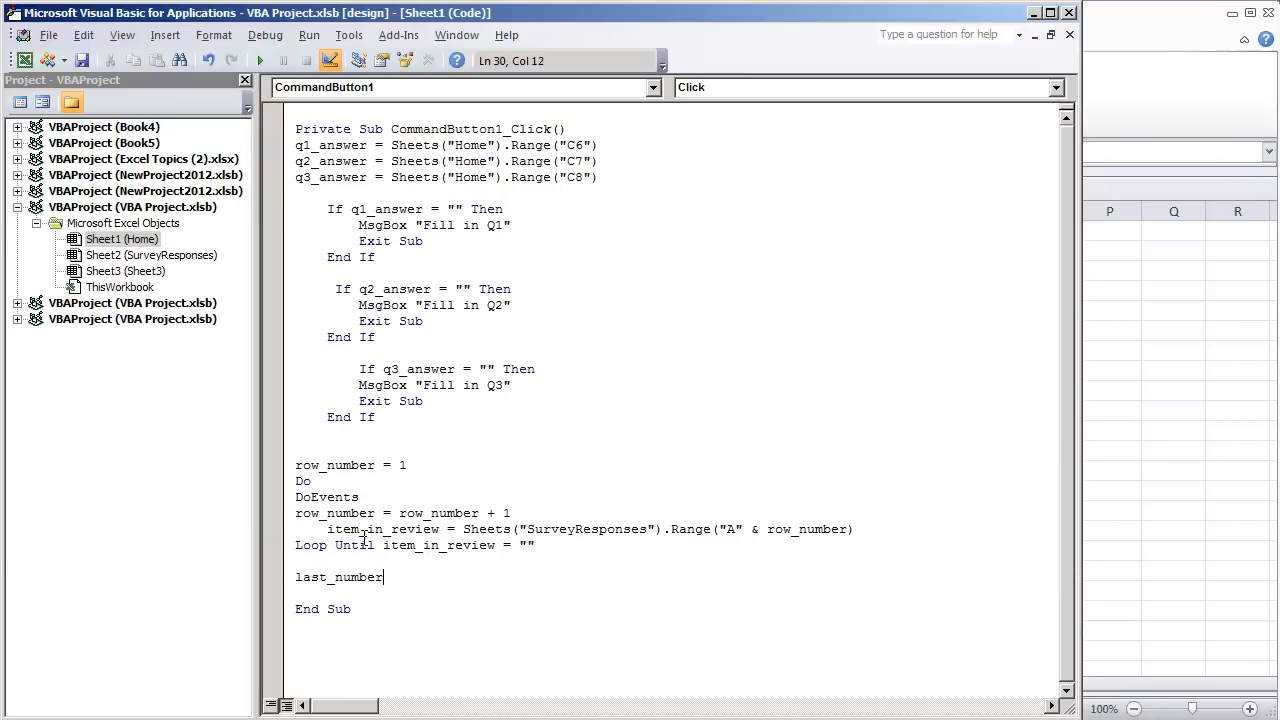 Microsoft Visual Basic for Applications - VBA Project.xlsb [design] - [Sheet1 (Code)]
File Edit View Insert Format Debug Run Tools Add-Ins Window Help
Type a question for help
Ln 30, Col 12
Project - VBAProject
CommandButton1
Click
VBAProject (Book4)
VBAProject (Book5)
VBAProject (Excel Topics (2).xlsx)
VBAProject (NewProject2012.xlsb)
VBAProject (NewProject2012.xlsb)
VBAProject (VBA Project.xlsb)
Microsoft Excel Objects
Sheet1 (Home)
Sheet2 (SurveyResponses)
Sheet3 (Sheet3)
ThisWorkbook
VBAProject (VBA Project.xlsb)
VBAProject (VBA Project.xlsb)
Private Sub CommandButton1_Click()
q1_answer = Sheets("Home").Range("C6")
q2_answer = Sheets("Home").Range("C7")
q3_answer = Sheets("Home").Range("C8")
If q1_answer = "" Then
MsgBox "Fill in Q1"
Exit Sub
End If
If q2_answer = "" Then
MsgBox "Fill in Q2"
Exit Sub
End If
If q3_answer = "" Then
MsgBox "Fill in Q3"
Exit Sub
End If
row_number = 1
Do
DoEvents
row_number = row_number + 1
item_in_review = Sheets("SurveyResponses").Range("A" & row_number)
Loop Until item_in_review = ""
last_number
End Sub
P Q R
100%